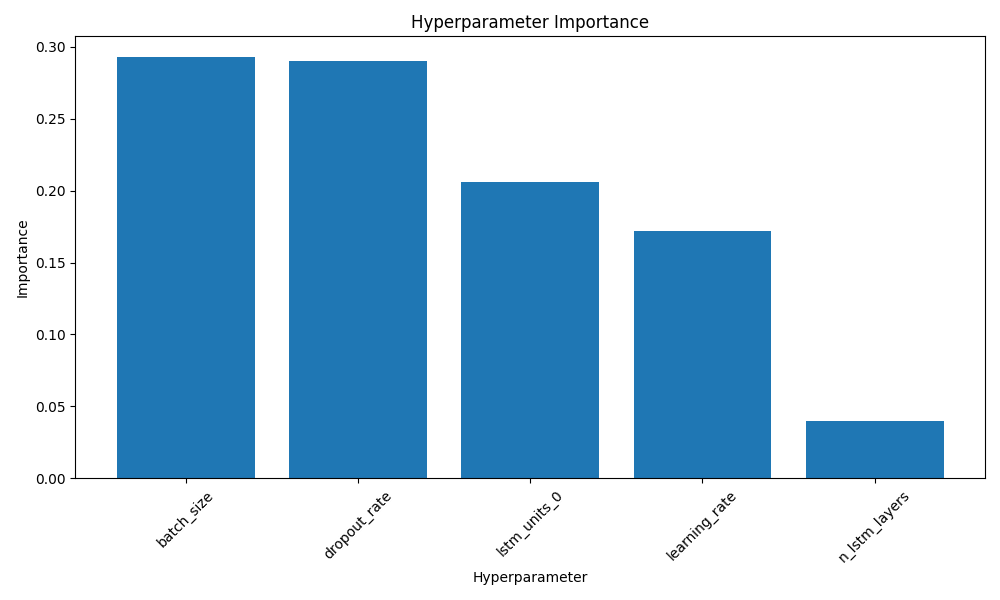 Hyperparameter Importance
Importance
0.30
0.25
0.20
0.15
0.10
0.05
0.00
batch_size
dropout_rate
lstm_units_0
learning_rate
n_lstm_layers
Hyperparameter